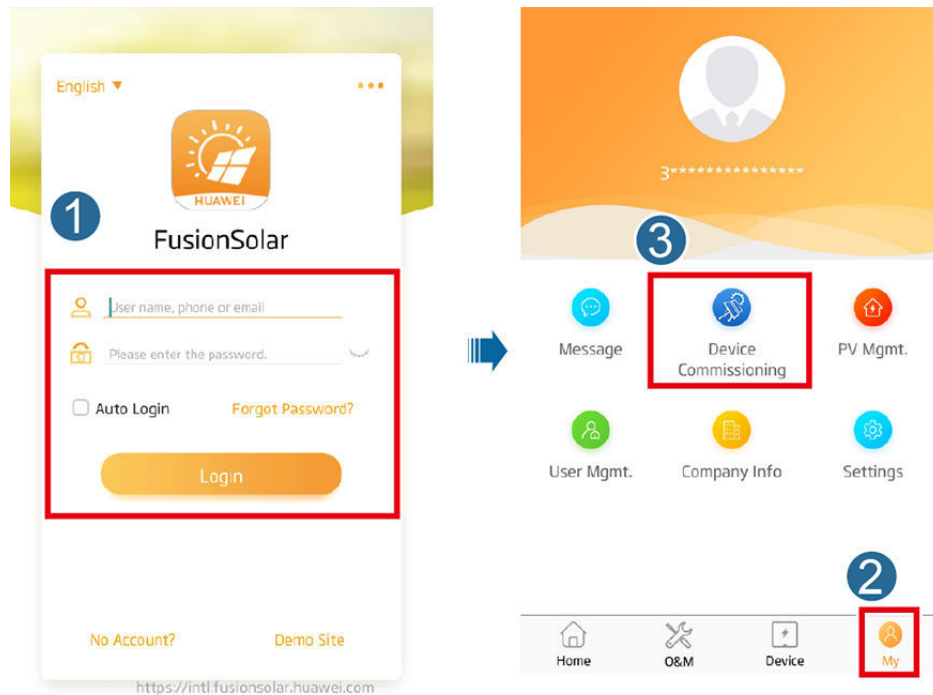 English ▼
HUAWEI
1
FusionSolar
User name, phone or email
Please enter the password.
Auto Login
Forgot Password?
Login
No Account?
Demo Site
https://intl.fusionsolar.huawei.com
3***************
3
Message
Device
Commissioning
PV Mgmt.
User Mgmt.
Company Info
Settings
2
Home
O&M
Device
My